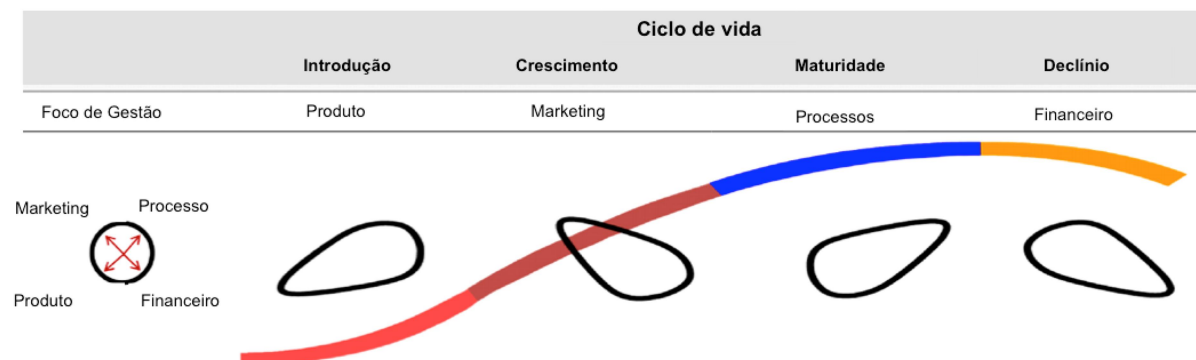 Ciclo de vida
Introdução Crescimento Maturidade Declínio
Foco de Gestão Produto Marketing Processos Financeiro
Marketing Processo
Produto Financeiro